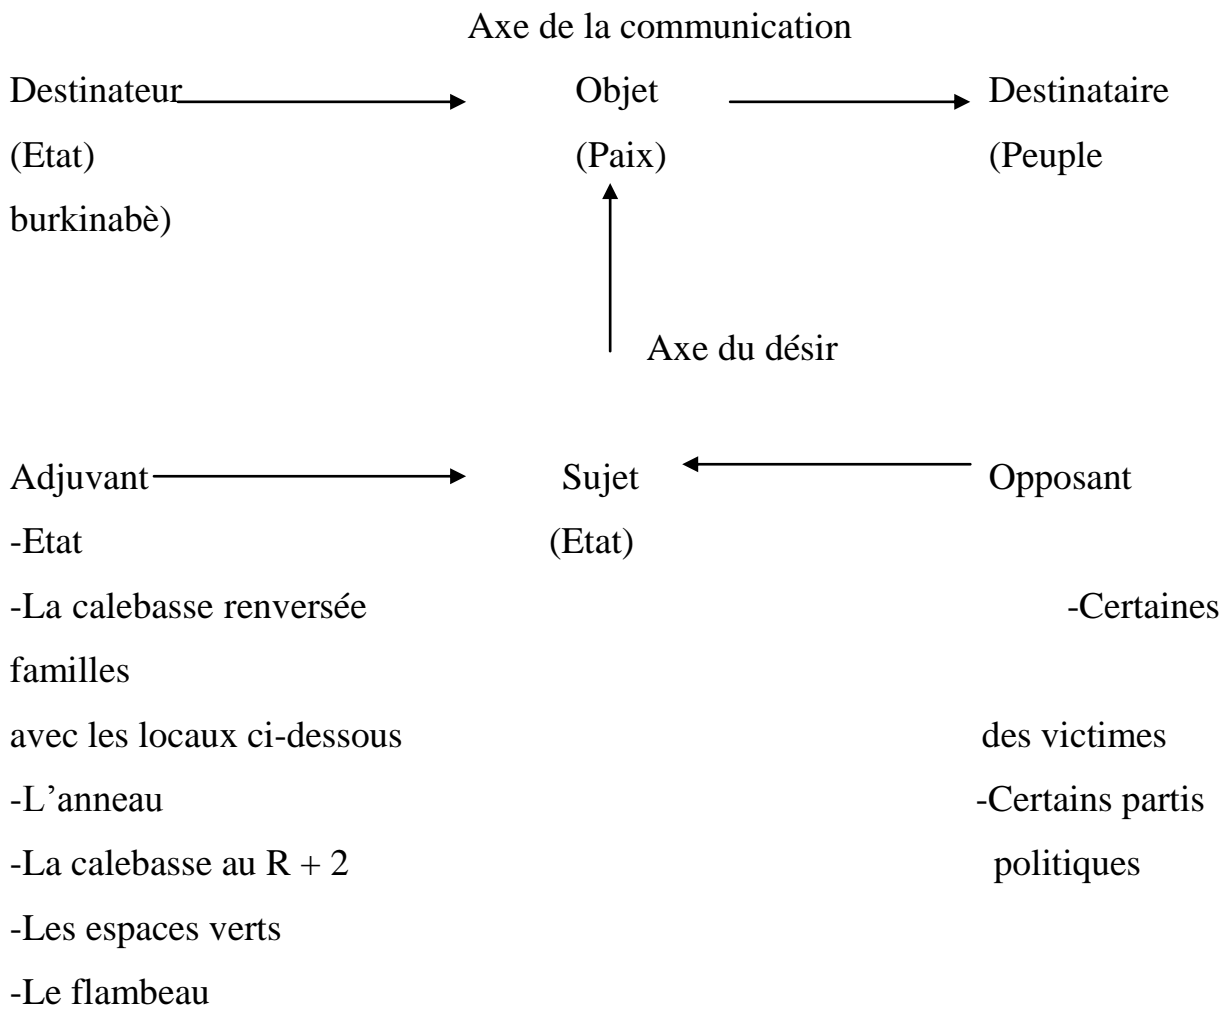 Axe de la communication
Destinateur Objet Destinataire
(Etat) (Paix) (Peuple
burkinabè)
Axe du désir
Adjuvant Sujet Opposant
-Etat (Etat)
-La calebasse renversée -Certaines
familles
avec les locaux ci-dessous des victimes
-L’anneau -Certains partis
-La calebasse au R + 2 politiques
-Les espaces verts
-Le flambeau